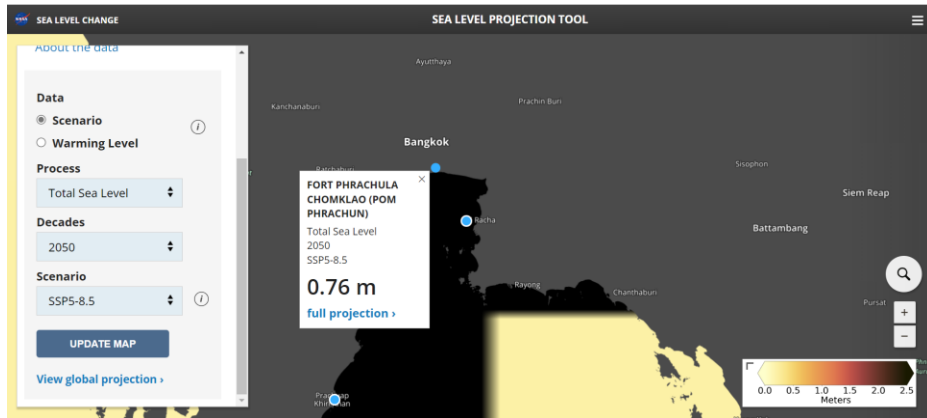 NASA
SEA LEVEL CHANGE
SEA LEVEL PROJECTION TOOL
About the data
Data
Scenario
i
Warming Level
Process
Total Sea Level
Decades
2050
Scenario
SSP5-8.5
i
UPDATE MAP
View global projection ›
Ayutthaya
Kanchanaburi
Prachin Buri
Bangkok
Ratchaburi
Sisophon
Siem Reap
Racha
Battambang
Rayong
Chanthaburi
Pursat
FORT PHRACHULA
CHOMKLAO (POM
PHRACHUN)
×
Total Sea Level
2050
SSP5-8.5
0.76 m
full projection ›
+
−
0.0 0.5 1.0 1.5 2.0 2.5
Meters